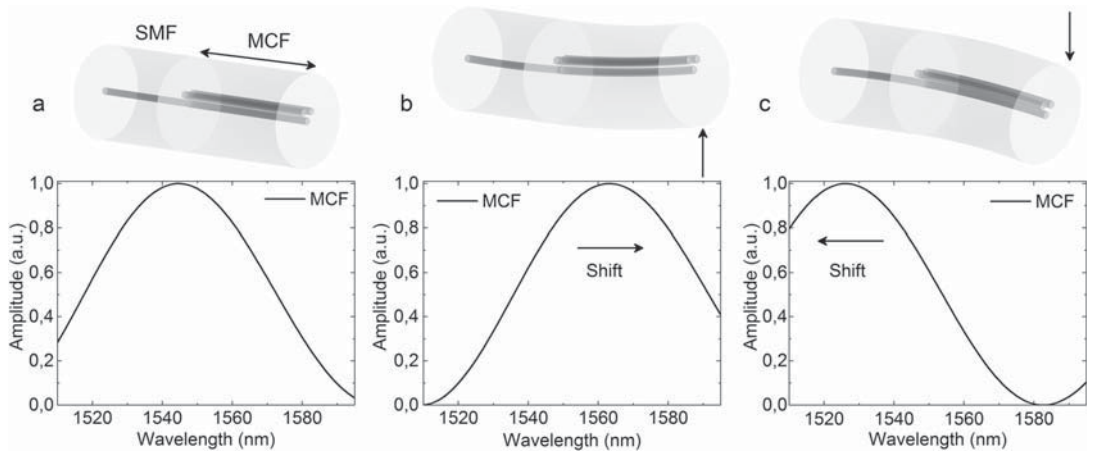 SMF
MCF
a
b
c
1,0
0,8
0,6
0,4
0,2
0,0
Amplitude (a.u.)
MCF
1520
1540
1560
1580
Wavelength (nm)
1,0
0,8
0,6
0,4
0,2
0,0
Amplitude (a.u.)
MCF
Shift
1520
1540
1560
1580
Wavelength (nm)
1,0
0,8
0,6
0,4
0,2
0,0
Amplitude (a.u.)
MCF
Shift
1520
1540
1560
1580
Wavelength (nm)